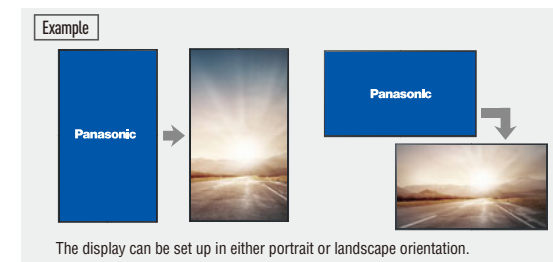 Example
Panasonic
Panasonic
The display can be set up in either portrait or landscape orientation.